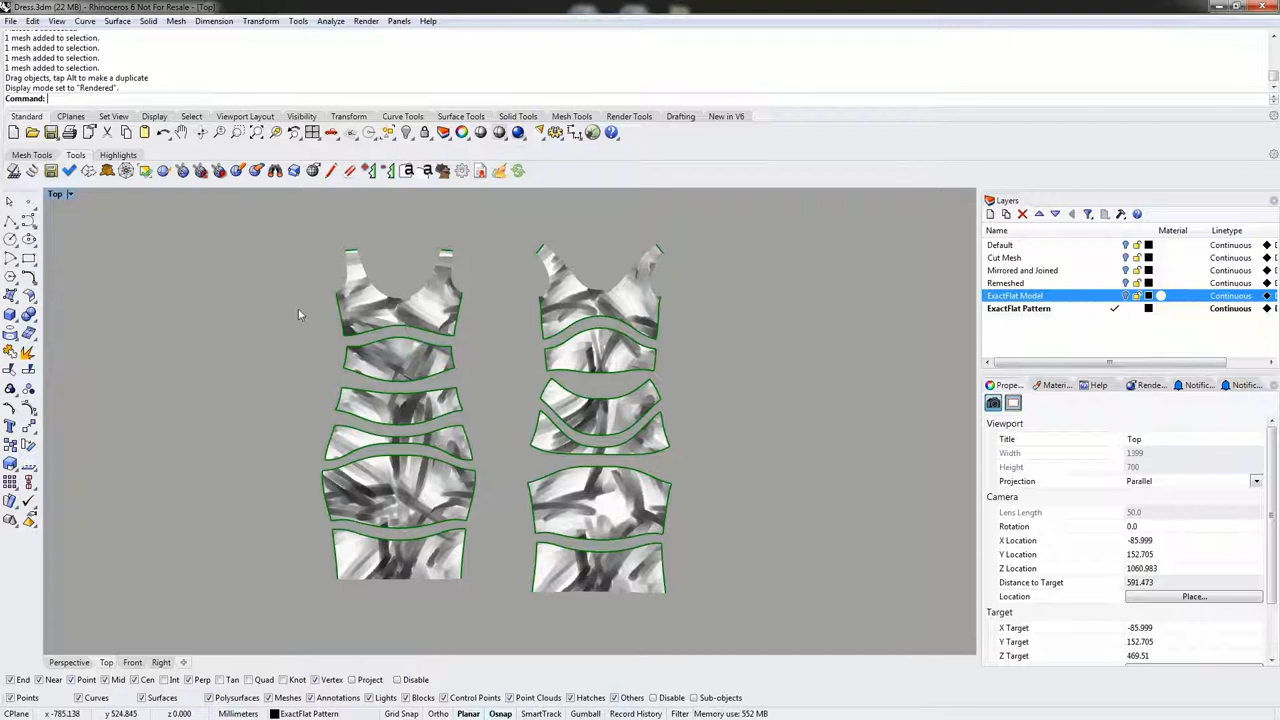 Dress.3dm (22 MB) - Rhinoceros 6 Not For Resale - [Top]
File Edit View Curve Surface Solid Mesh Dimension Transform Tools Analyze Render Panels Help
1 mesh added to selection.
1 mesh added to selection.
1 mesh added to selection.
1 mesh added to selection.
Drag objects, tap Alt to make a duplicate
Display mode set to "Rendered".
Command:
Standard CPlanes Set View Display Select Viewport Layout Visibility Transform Curve Tools Surface Tools Solid Tools Mesh Tools Render Tools Drafting New in V6
Mesh Tools Tools Highlights
Top
Layers
Name Material Linetype
Default Continuous
Cut Mesh Continuous
Mirrored and Joined Continuous
Remeshed Continuous
ExactFlat Model Continuous
ExactFlat Pattern Continuous
Prope... Materi... Help Rende... Notific... Notific...
Viewport
Title Top
Width 1399
Height 700
Projection Parallel
Camera
Lens Length 50.0
Rotation 0.0
X Location -85.999
Y Location 152.705
Z Location 1060.983
Distance to Target 591.473
Location Place...
Target
X Target -85.999
Y Target 152.705
Z Target 469.51
Perspective Top Front Right
End Near Point Mid Cen Int Perp Tan Quad Knot Vertex Project Disable
Points Curves Surfaces Polysurfaces Meshes Annotations Lights Blocks Control Points Point Clouds Hatches Others Disable Sub-objects
CPlane x -785.138 y 524.845 z 0.000 Millimeters ExactFlat Pattern Grid Snap Ortho Planar Osnap SmartTrack Gumball Record History Filter Memory use: 552 MB